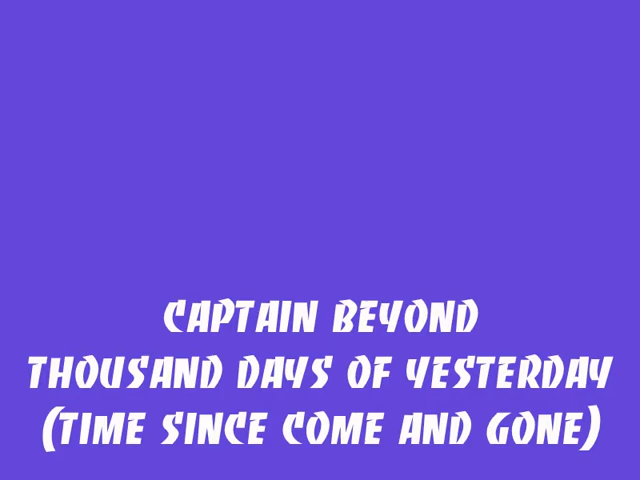 CAPTAIN BEYOND
THOUSAND DAYS OF YESTERDAY
(TIME SINCE COME AND GONE)